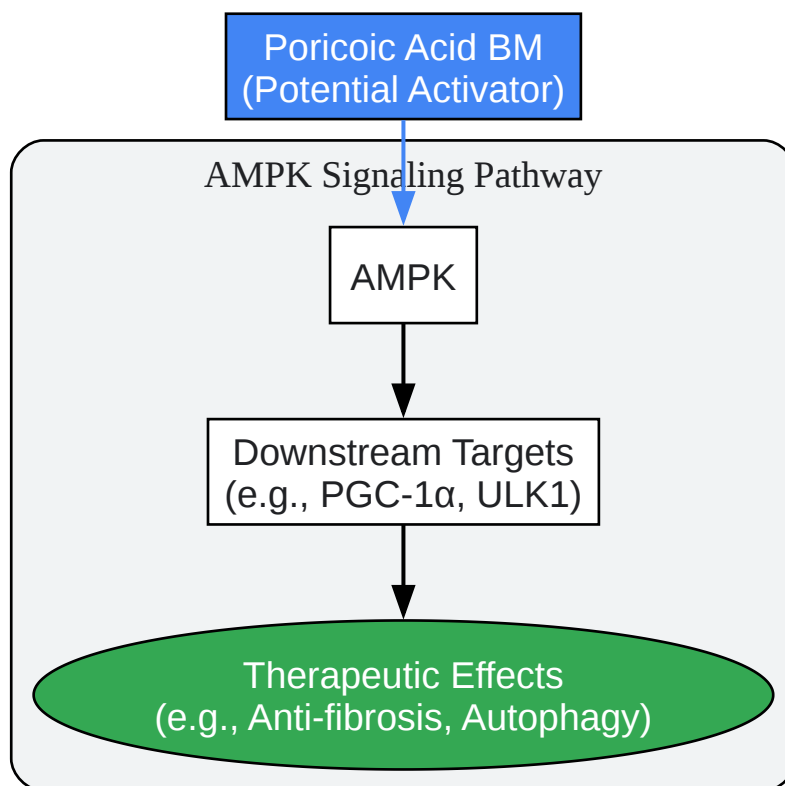 Poricoic Acid BM
(Potential Activator)
AMPK Signaling Pathway
AMPK
Downstream Targets
(e.g., PGC-1α, ULK1)
Therapeutic Effects
(e.g., Anti-fibrosis, Autophagy)